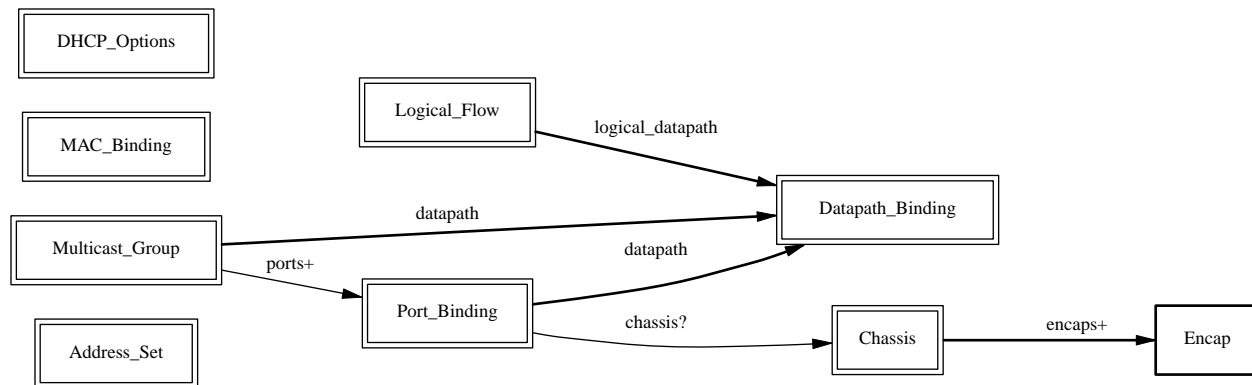 DHCP_Options
Logical_Flow
logical_datapath
MAC_Binding
Datapath_Binding
datapath
Multicast_Group
datapath
ports+
Port_Binding
chassis?
encaps+
Address_Set
Chassis
Encap